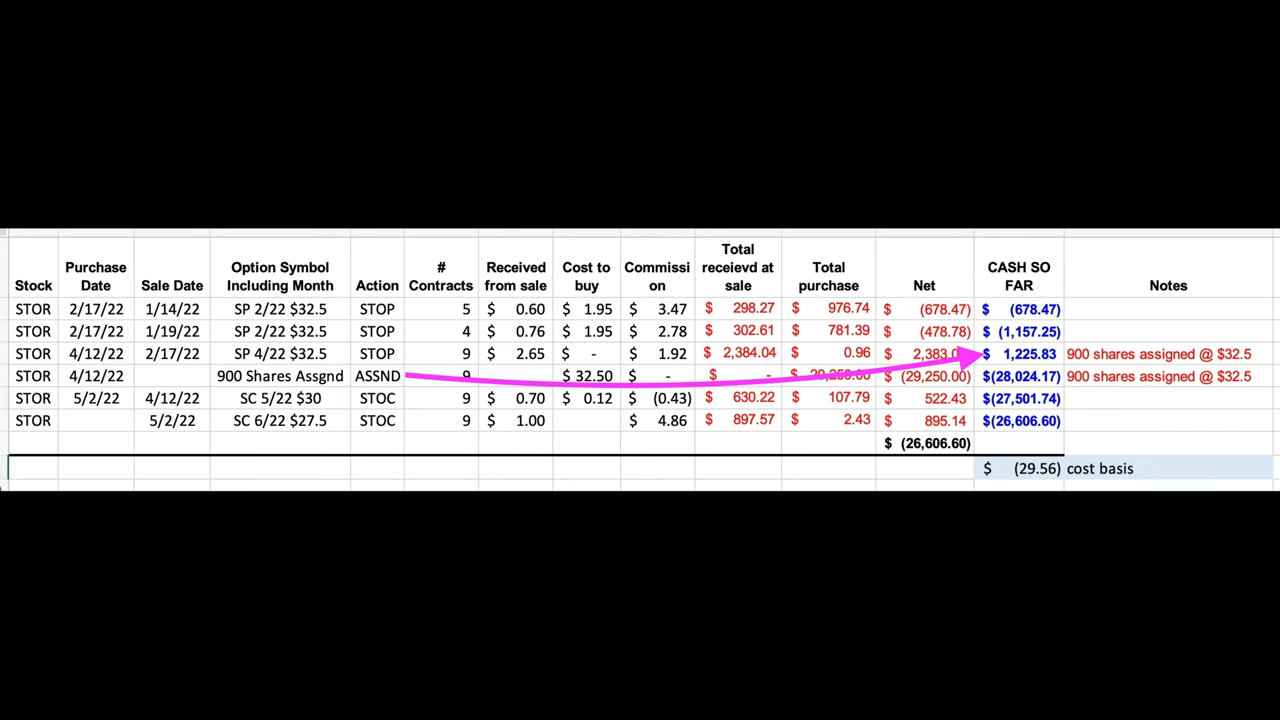 Stock Purchase Date Sale Date Option Symbol Including Month Action # Contracts Received from sale Cost to buy Commissi on Total receievd at sale Total purchase Net CASH SO FAR Notes
STOR 2/17/22 1/14/22 SP 2/22 $32.5 STOP 5 $ 0.60 $ 1.95 $ 3.47 $ 298.27 $ 976.74 $ (678.47) $ (678.47)
STOR 2/17/22 1/19/22 SP 2/22 $32.5 STOP 4 $ 0.76 $ 1.95 $ 2.78 $ 302.61 $ 781.39 $ (478.78) $ (1,157.25)
STOR 4/12/22 2/17/22 SP 4/22 $32.5 STOP 9 $ 2.65 $ - $ 1.92 $ 2,384.04 $ 0.96 $ $ 1,225.83 900 shares assigned @ $32.5
STOR 4/12/22 900 Shares Assgnd ASSND 9 $ 32.50 $ - $ - $ 29,250.00 $ (29,250.00) $(28,024.17) 900 shares assigned @ $32.5
STOR 5/2/22 4/12/22 SC 5/22 $30 STOC 9 $ 0.70 $ 0.12 $ (0.43) $ 630.22 $ 107.79 $ 522.43 $(27,501.74)
STOR 5/2/22 SC 6/22 $27.5 STOC 9 $ 1.00 $ 4.86 $ 897.57 $ 2.43 $ 895.14 $(26,606.60)
$ (26,606.60)
$ (29.56) cost basis